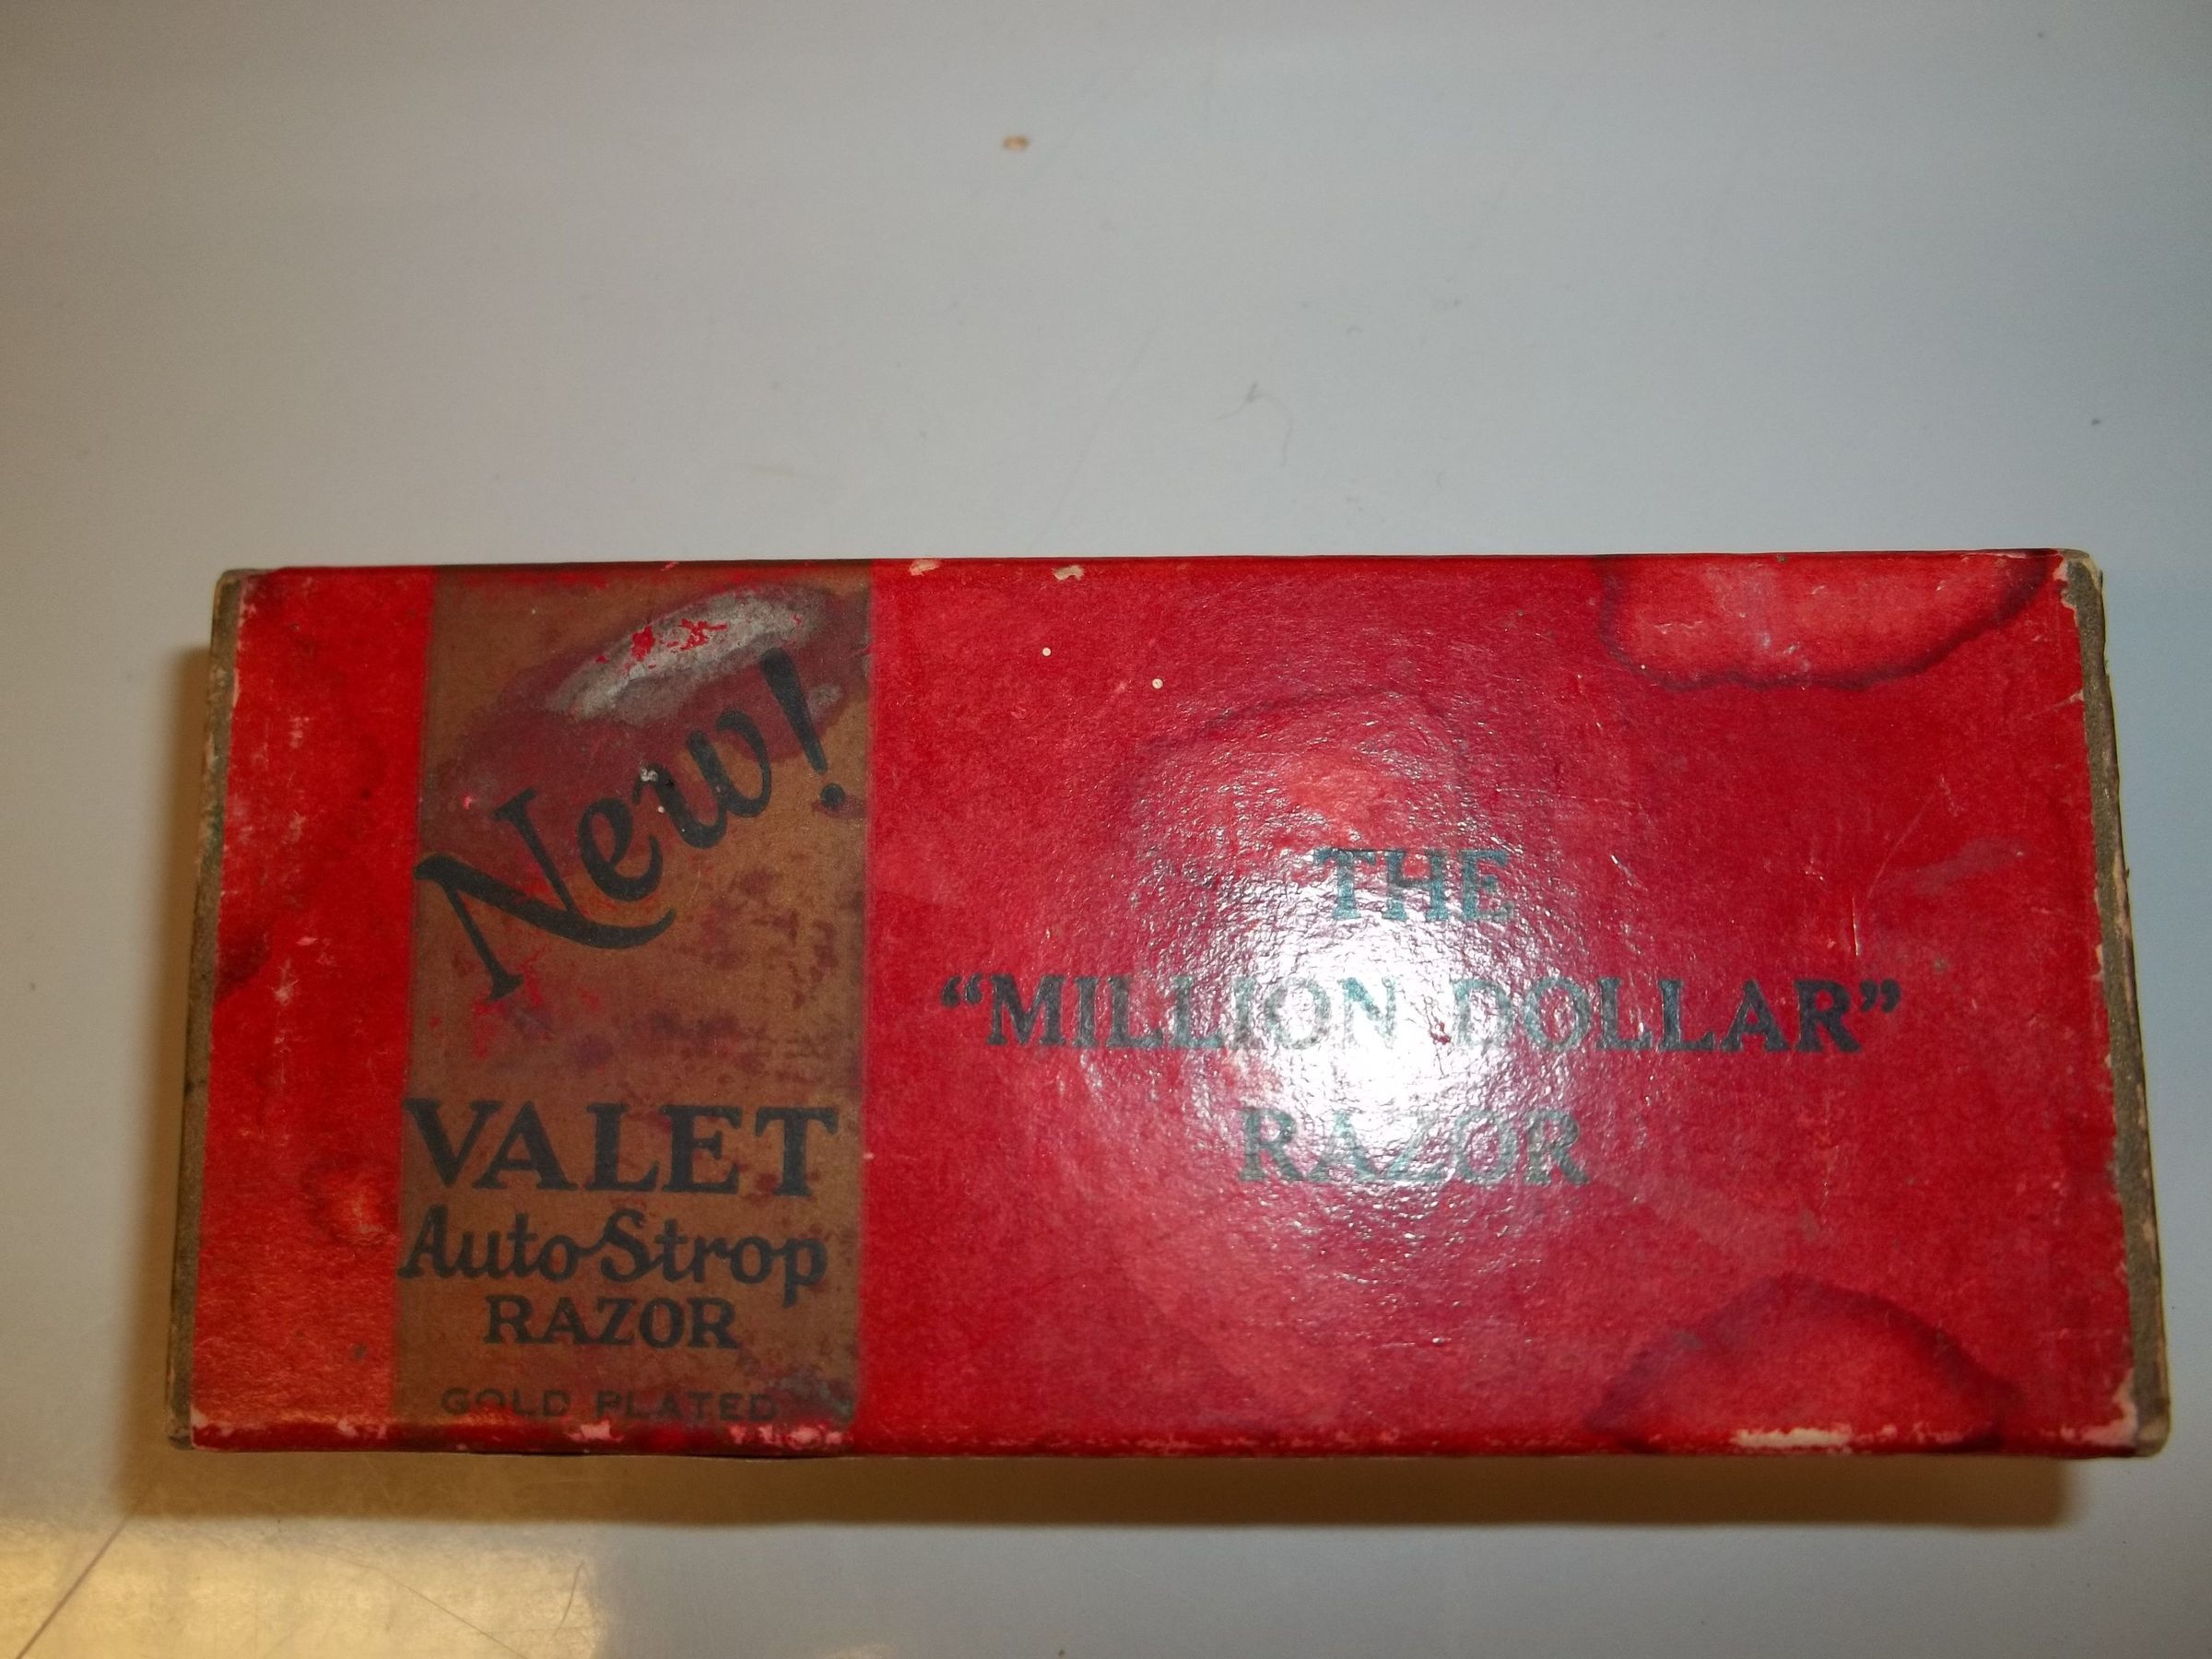 New!
VALET
Auto-Strop
RAZOR
GOLD PLATED
THE
“MILLION DOLLAR”
RAZOR